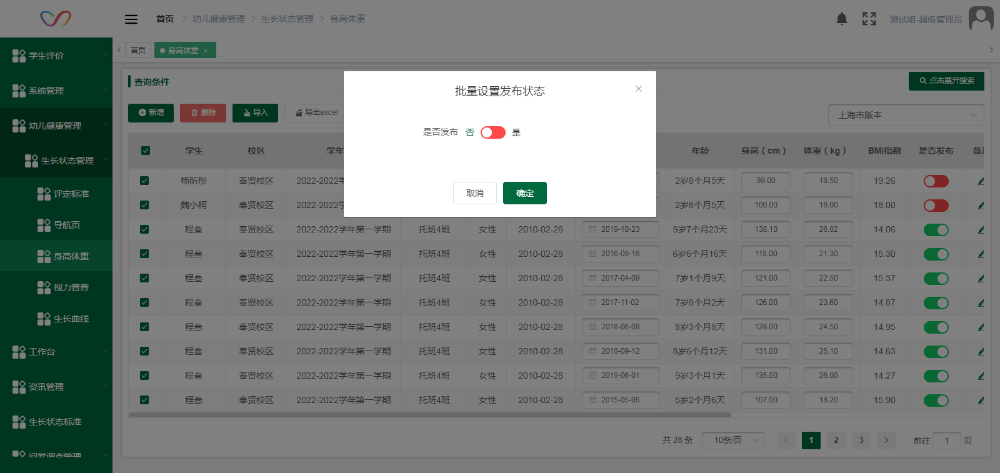 首页 > 幼儿健康管理 > 生长状态管理 > 身高体重
测试组-超级管理员
首页
身高体重 ×
学生评价
系统管理
幼儿健康管理
生长状态管理
评定标准
导航页
身高体重
视力普查
生长曲线
工作台
资讯管理
生长状态标准
问卷调查管理
查询条件
点击展开搜索
新增 删除 导入 导出excel
上海市版本
批量设置发布状态
是否发布 否 是
取消 确定
学生 校区 学年 年龄 身高（cm） 体重（kg） BMI指数 是否发布
杨昕彤 奉贤校区 2022-2022学 2岁8个月5天 98.00 18.50 19.26
魏小柯 奉贤校区 2022-2022学 2岁8个月5天 100.00 18.00 18.00
程叁 奉贤校区 2022-2022学年第一学期 托班4班 女性 2010-02-28 2019-10-23 9岁7个月23天 138.10 26.82 14.06
程叁 奉贤校区 2022-2022学年第一学期 托班4班 女性 2010-02-28 2016-09-16 6岁6个月16天 118.00 21.30 15.30
程叁 奉贤校区 2022-2022学年第一学期 托班4班 女性 2010-02-28 2017-04-09 7岁1个月9天 121.00 22.50 15.37
程叁 奉贤校区 2022-2022学年第一学期 托班4班 女性 2010-02-28 2017-11-02 7岁8个月2天 126.00 23.60 14.87
程叁 奉贤校区 2022-2022学年第一学期 托班4班 女性 2010-02-28 2018-06-08 8岁3个月8天 128.00 24.50 14.95
程叁 奉贤校区 2022-2022学年第一学期 托班4班 女性 2010-02-28 2018-09-12 8岁6个月12天 131.00 25.10 14.63
程叁 奉贤校区 2022-2022学年第一学期 托班4班 女性 2010-02-28 2019-06-01 9岁3个月1天 135.00 26.00 14.27
程叁 奉贤校区 2022-2022学年第一学期 托班4班 女性 2010-02-28 2015-05-06 5岁2个月6天 107.00 18.20 15.90
共 28 条 10条/页 < 1 2 3 > 前往 1 页